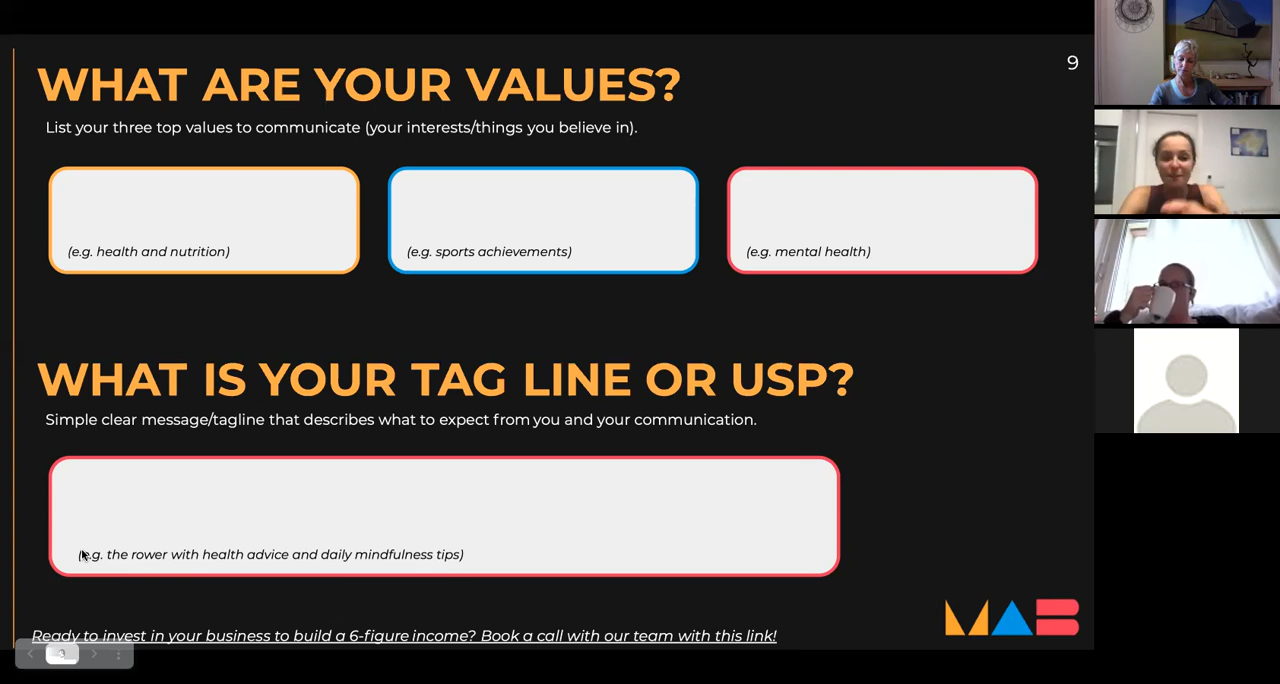 9
WHAT ARE YOUR VALUES?
List your three top values to communicate (your interests/things you believe in).
(e.g. health and nutrition)
(e.g. sports achievements)
(e.g. mental health)
WHAT IS YOUR TAG LINE OR USP?
Simple clear message/tagline that describes what to expect from you and your communication.
(e.g. the rower with health advice and daily mindfulness tips)
MAB
Ready to invest in your business to build a 6-figure income? Book a call with our team with this link!